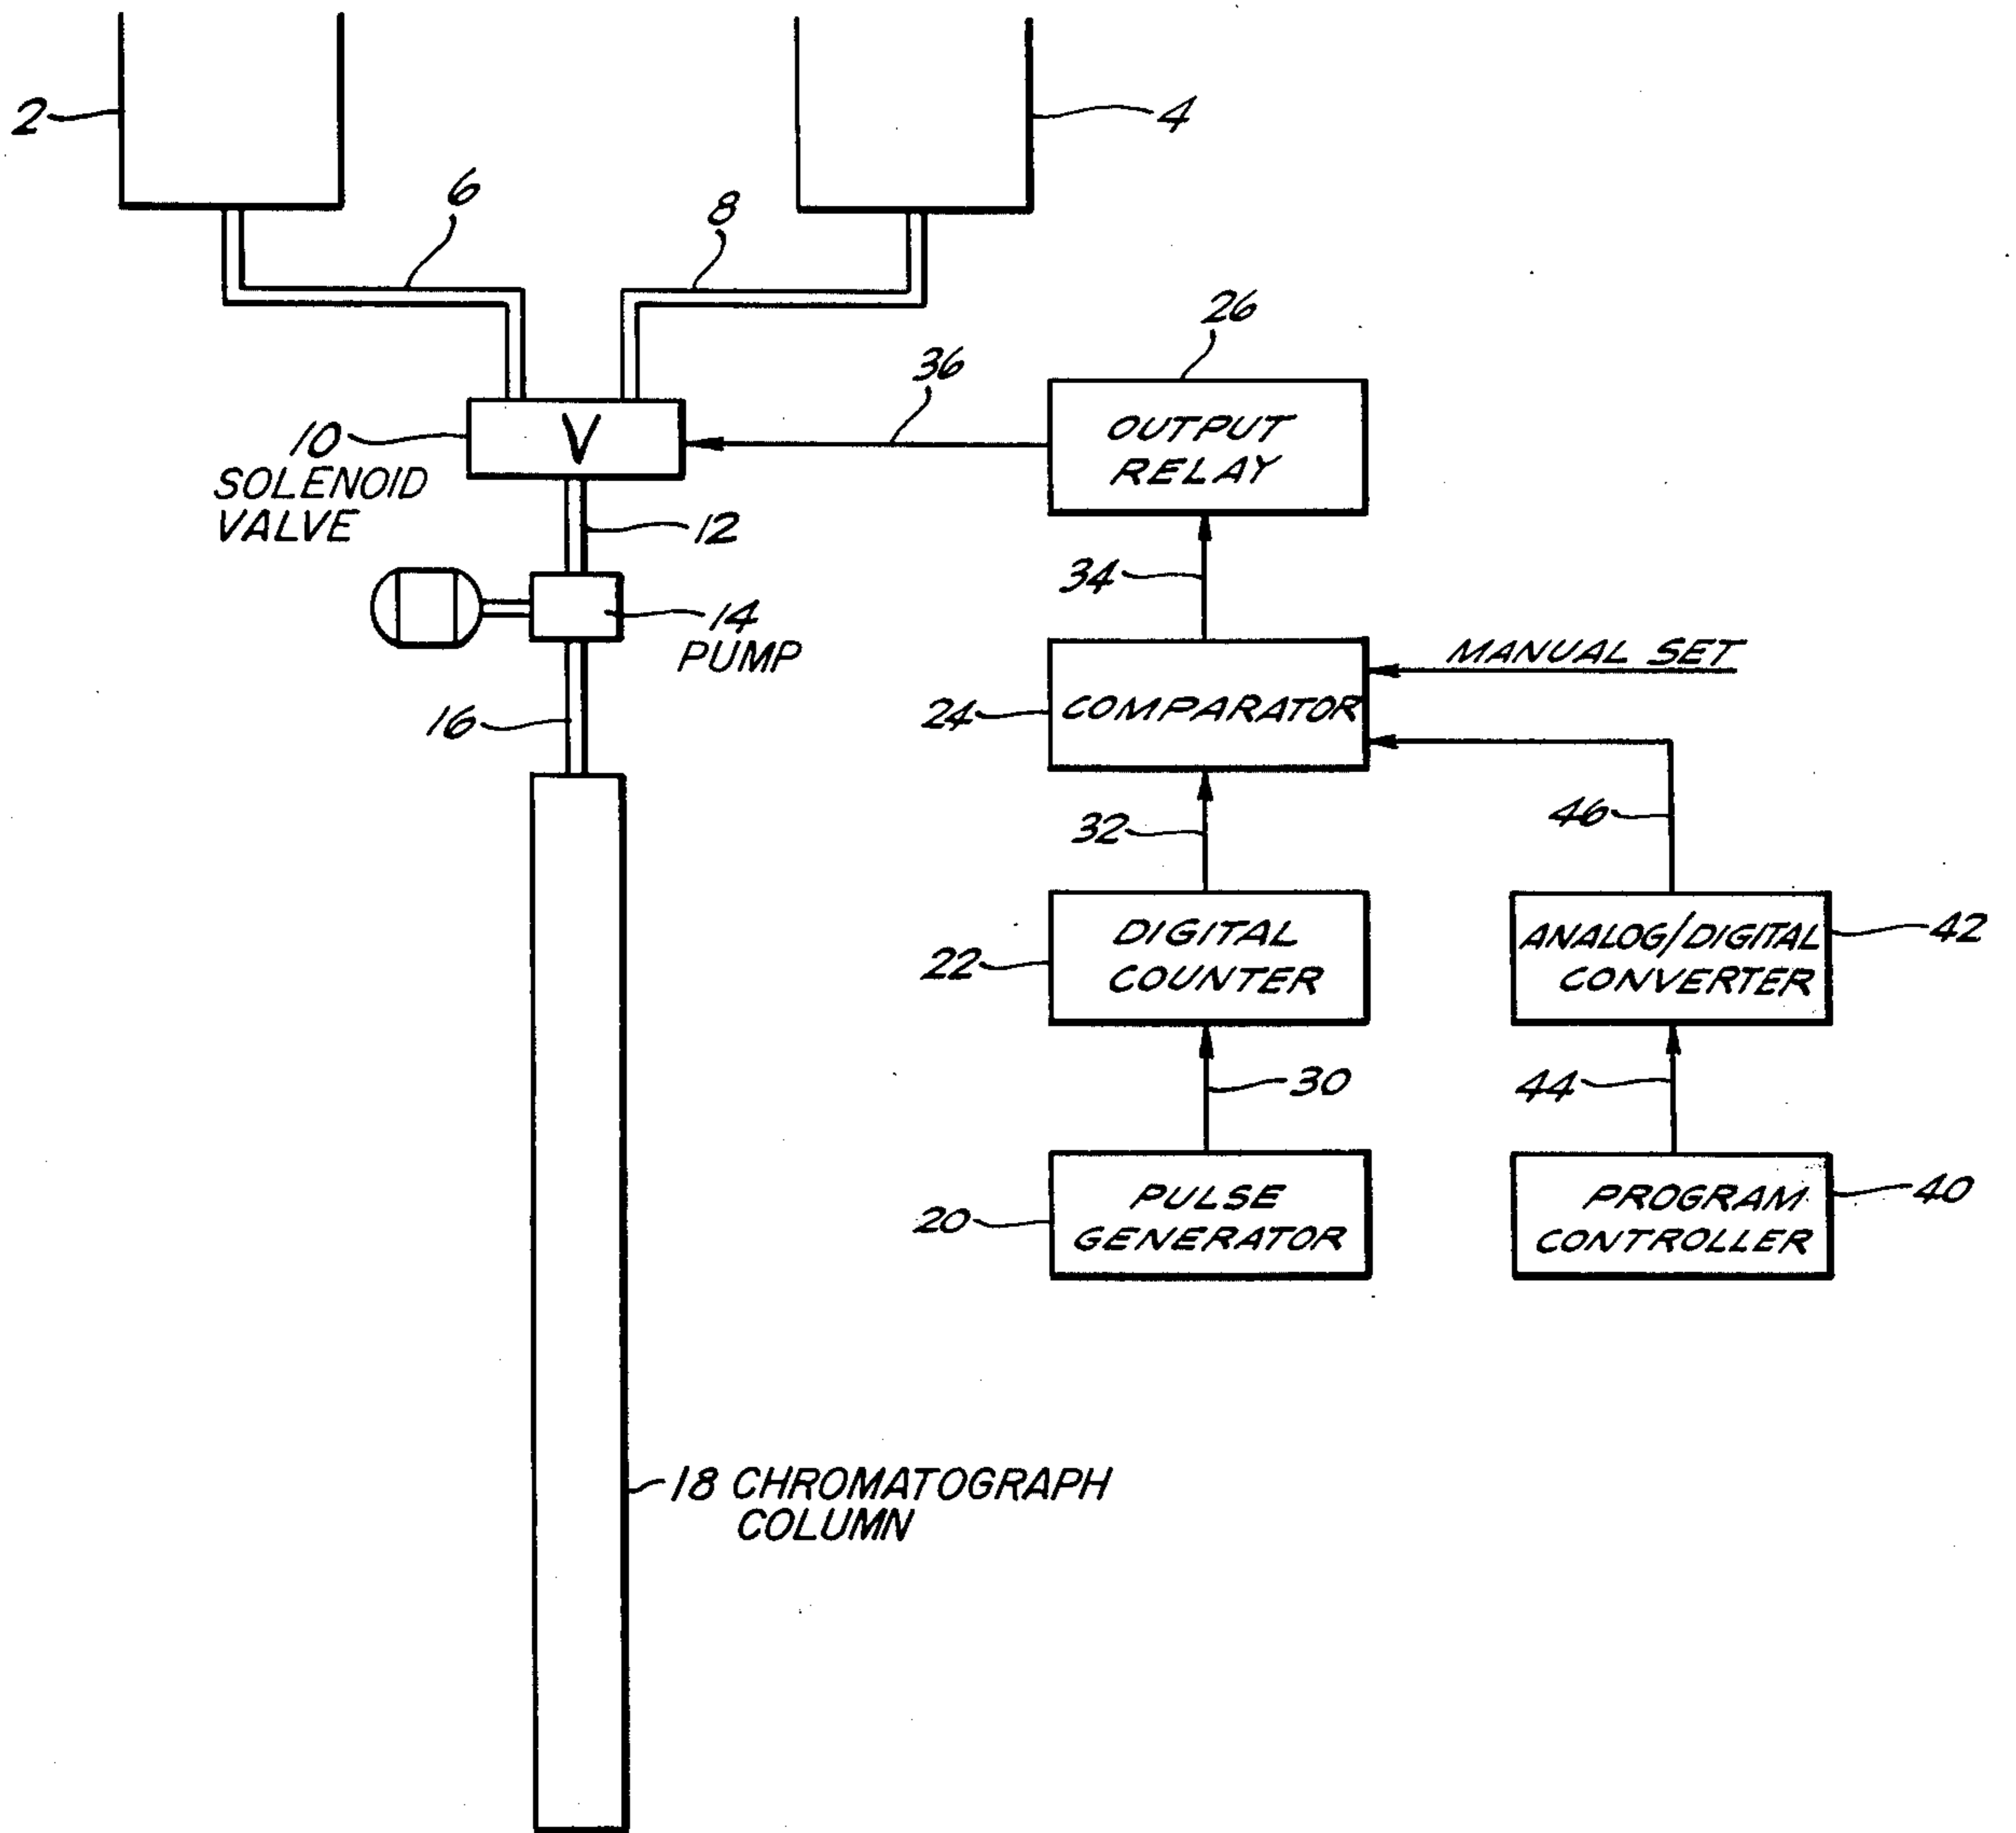 2
4
6
8
26
36
10
SOLENOID
VALVE
V
OUTPUT
RELAY
12
34
14
PUMP
MANUAL SET
24
COMPARATOR
16
32
46
22
DIGITAL
COUNTER
ANALOG/DIGITAL
CONVERTER
42
30
44
20
PULSE
GENERATOR
PROGRAM
CONTROLLER
40
18 CHROMATOGRAPH
COLUMN